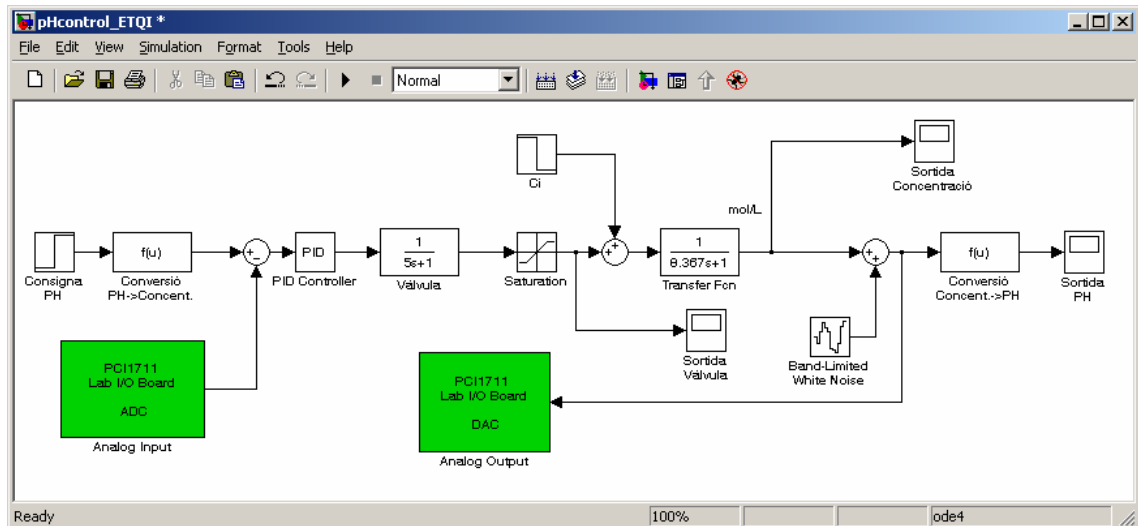 pHcontrol_ETQI *
File Edit View Simulation Format Tools Help
Normal
Ci
Sortida
Concentració
mol/L
Consigna
PH
f(u)
Conversió
PH->Concent.
+
−
PID
PID Controller
1
5s+1
Vàlvula
Saturation
+
+
1
8.367s+1
Transfer Fcn
+
+
f(u)
Conversió
Concent.->PH
Sortida
PH
Sortida
Vàlvula
Band-Limited
White Noise
PCI1711
Lab I/O Board
ADC
Analog Input
PCI1711
Lab I/O Board
DAC
Analog Output
Ready
100%
ode4